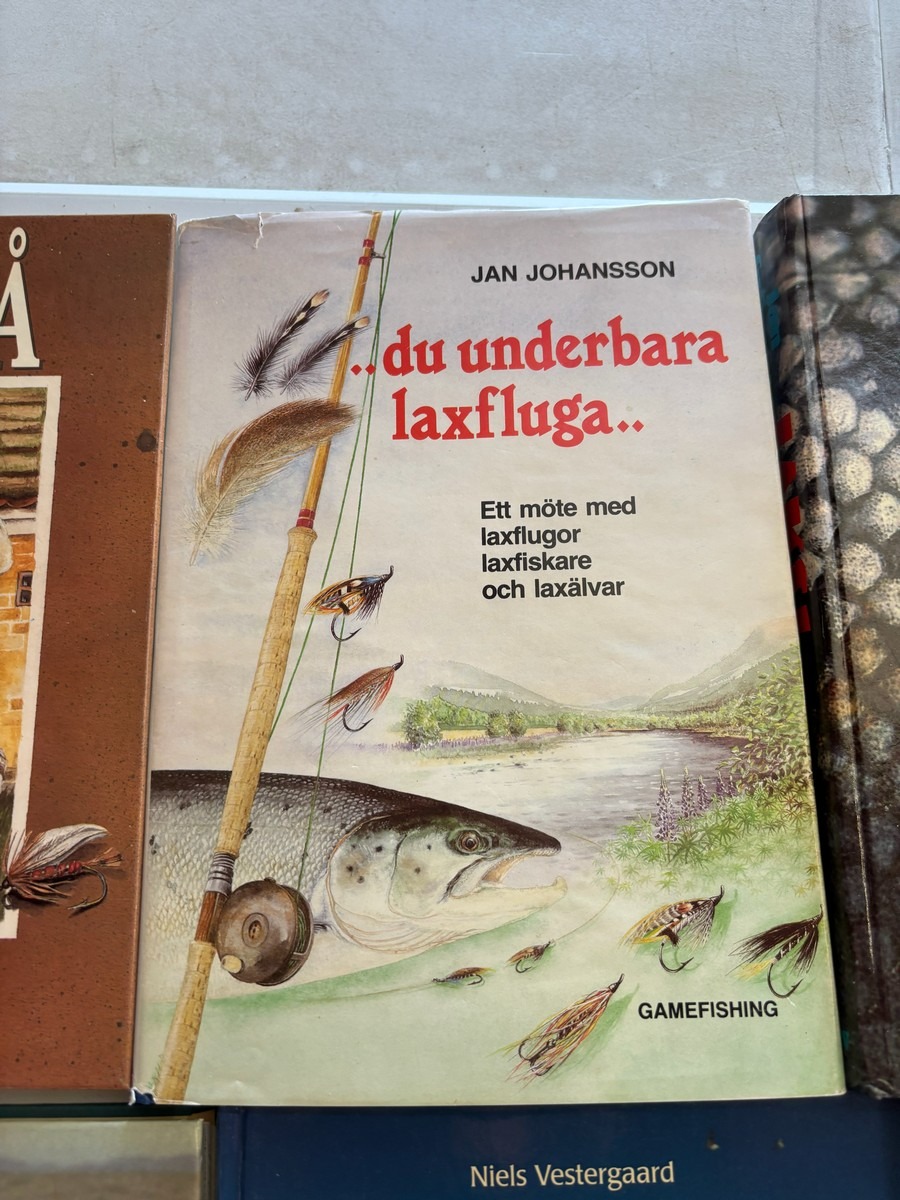 Å
JAN JOHANSSON
..du underbara
laxfluga..
Ett möte med
laxflugor
laxfiskare
och laxälvar
GAMEFISHING
Niels Vestergaard